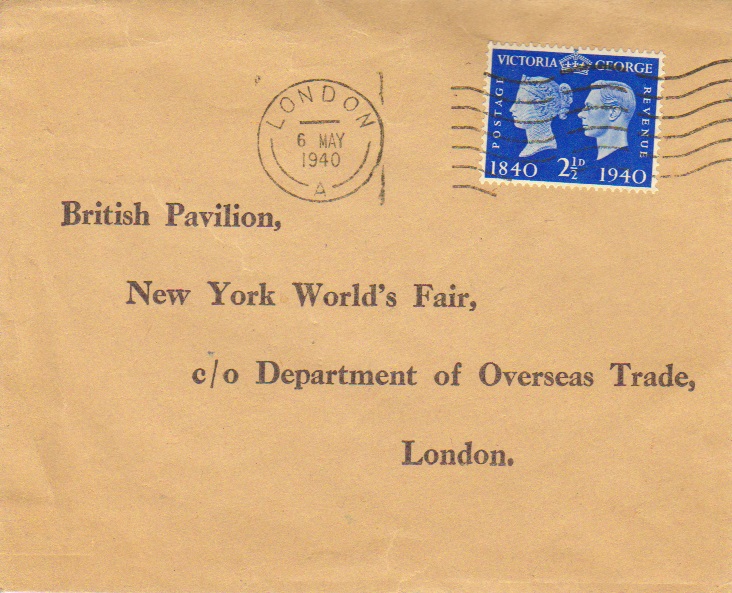 VICTORIA GEORGE
POSTAGE
REVENUE
1840 2½D 1940
LONDON
6 MAY
1940
A
British Pavilion,
New York World's Fair,
c/o Department of Overseas Trade,
London.